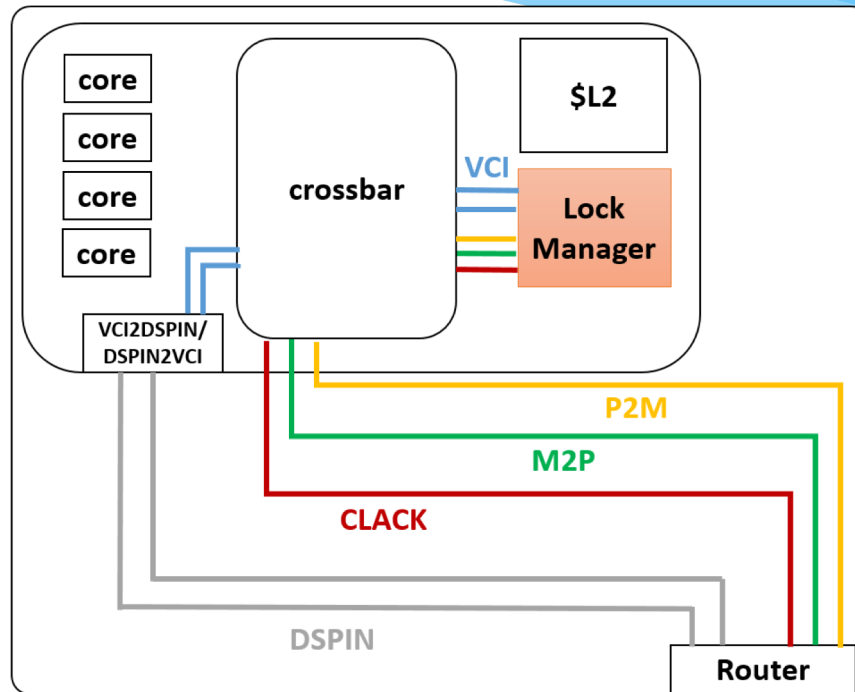 core
core
core
core
crossbar
$L2
VCI
Lock
Manager
VCI2DSPIN/
DSPIN2VCI
P2M
M2P
CLACK
DSPIN
Router